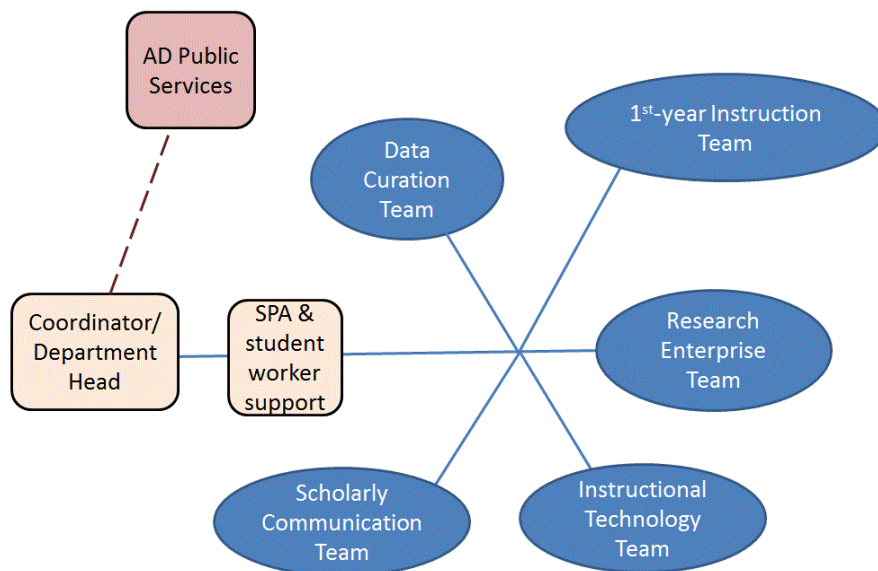 AD Public
Services
1st-year Instruction
Team
Data
Curation
Team
Coordinator/
Department
Head
SPA &
student
worker
support
Research
Enterprise
Team
Scholarly
Communication
Team
Instructional
Technology
Team